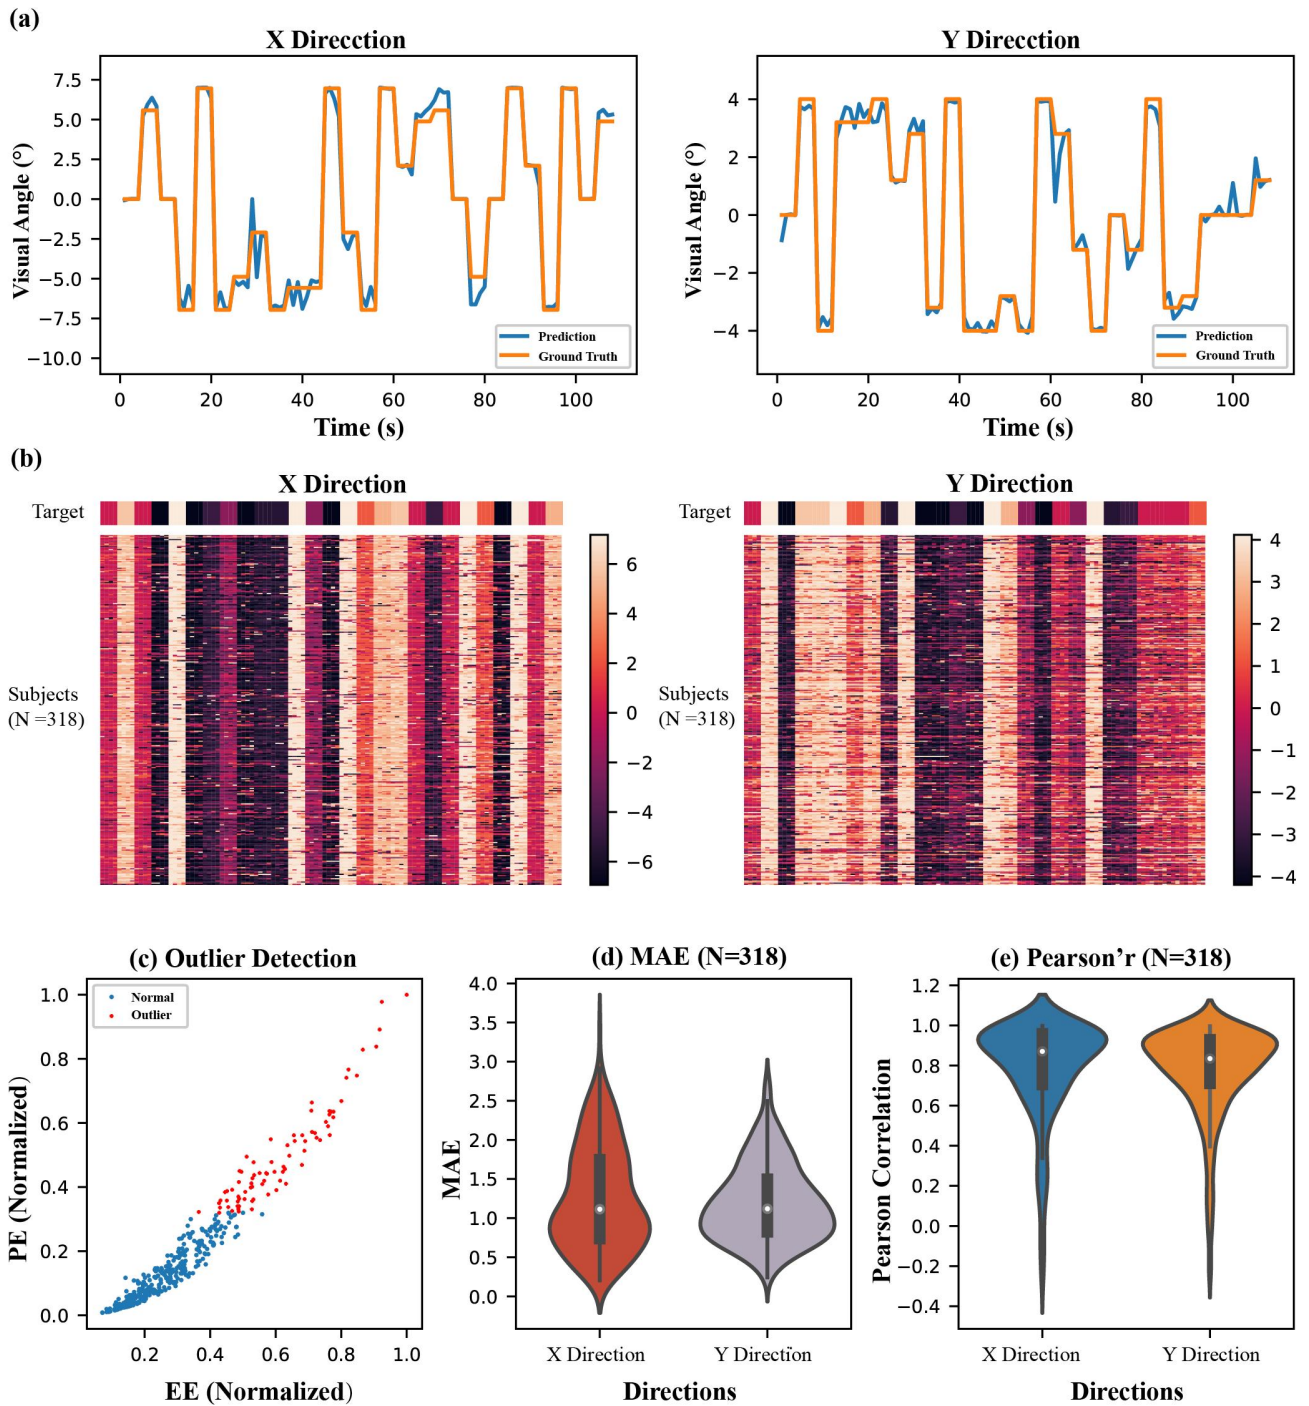 (a)
X Direcction
Y Direcction
7.5
5.0
2.5
0.0
−2.5
−5.0
−7.5
−10.0
Visual Angle (°)
0 20 40 60 80 100
Time (s)
Prediction
Ground Truth
4
2
0
−2
−4
Visual Angle (°)
0 20 40 60 80 100
Time (s)
Prediction
Ground Truth
(b)
X Direction
Target
Subjects
(N =318)
6
4
2
0
−2
−4
−6
Y Direction
Target
Subjects
(N =318)
4
3
2
1
0
−1
−2
−3
−4
(c) Outlier Detection
Normal
Outlier
1.0
0.8
0.6
0.4
0.2
0.0
PE (Normalized)
0.2 0.4 0.6 0.8 1.0
EE (Normalized)
(d) MAE (N=318)
4.0
3.5
3.0
2.5
2.0
1.5
1.0
0.5
0.0
MAE
X Direction Y Direction
Directions
(e) Pearson’r (N=318)
1.2
1.0
0.8
0.6
0.4
0.2
0.0
−0.2
−0.4
Pearson Correlation
X Direction Y Direction
Directions